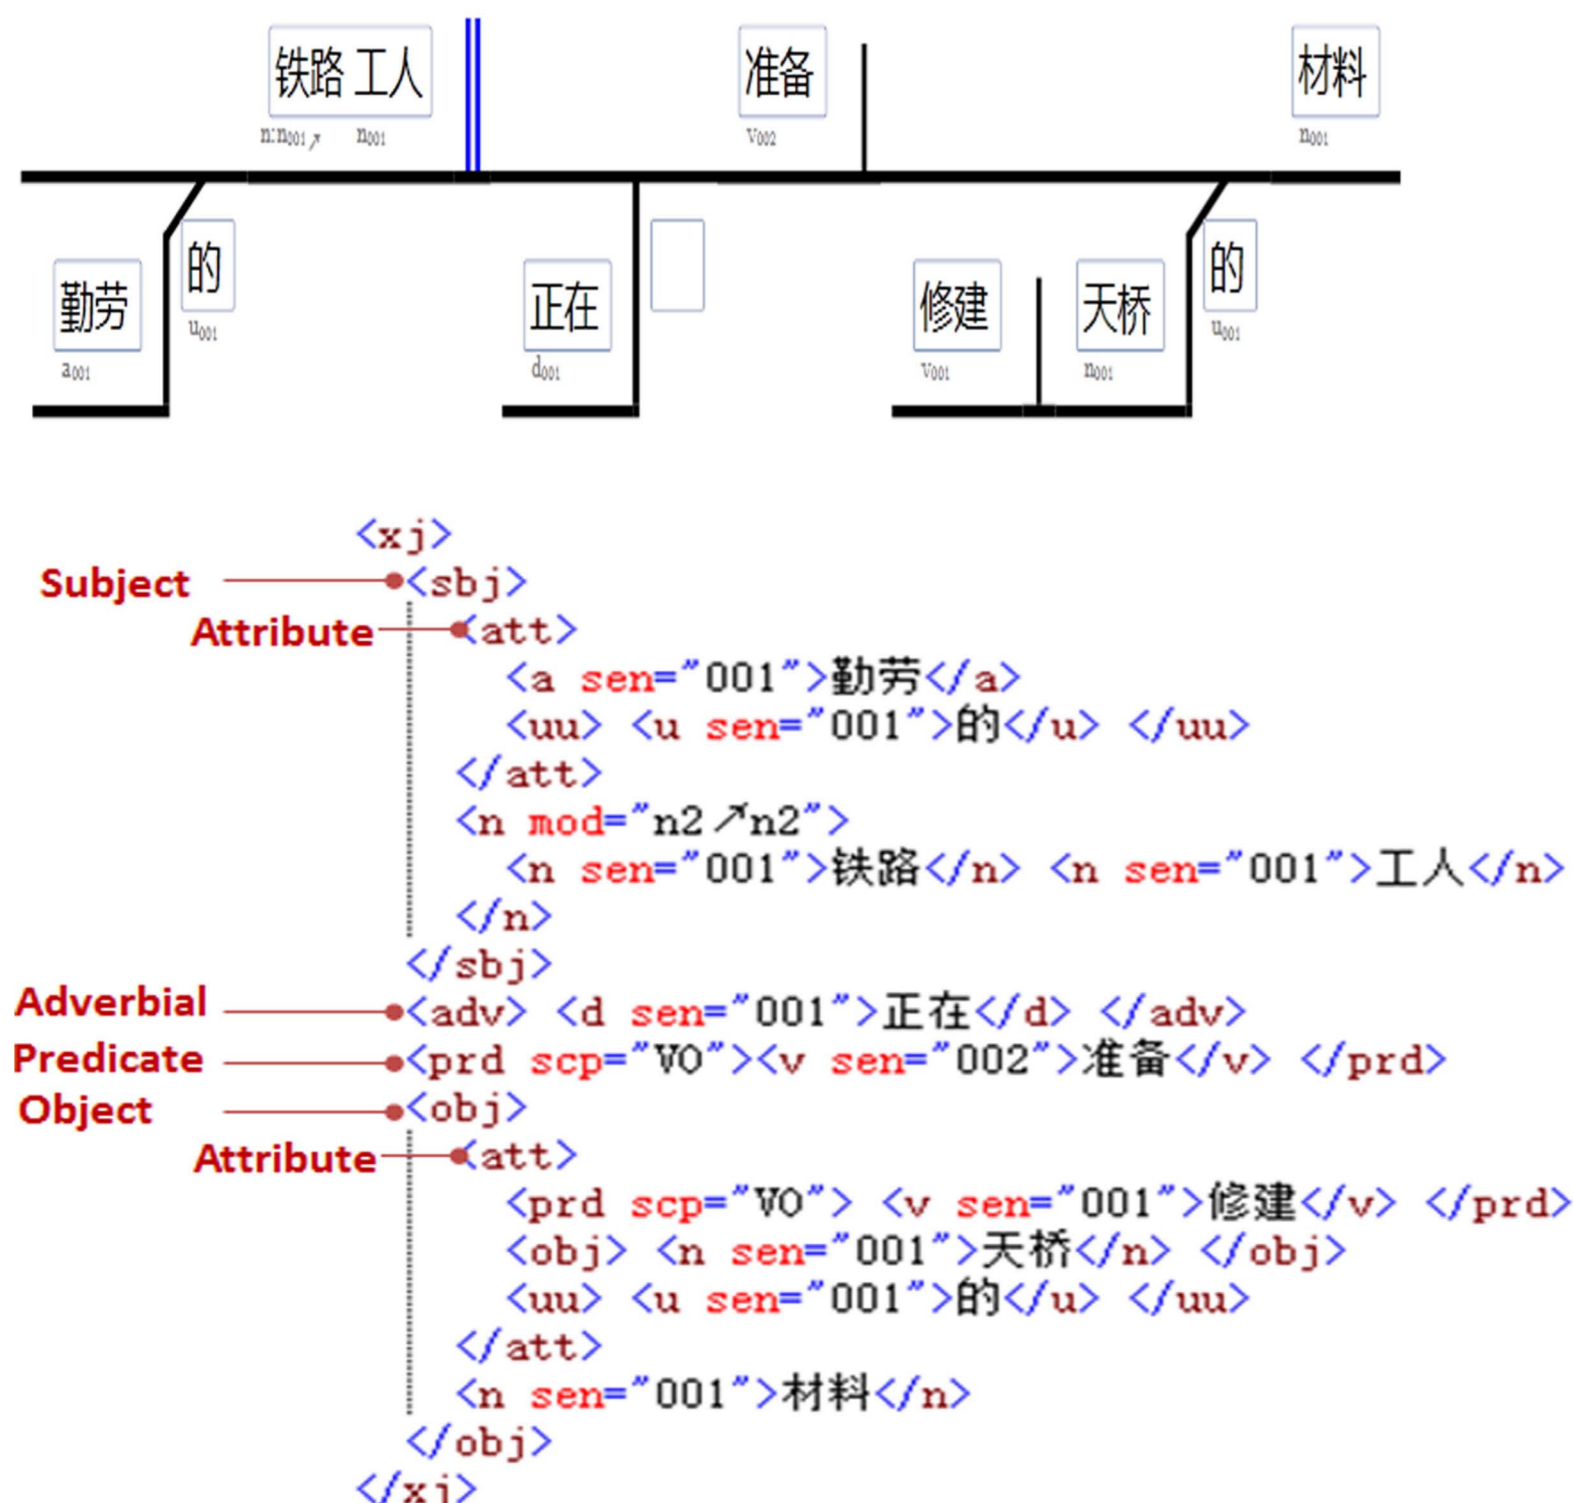 铁路 工人 准备 材料
n:n001↗ n001 v002 n001
的 的
勤劳 正在 修建 天桥
u001 u001
a001 d001 v001 n001
<xj>
Subject <sbj>
Attribute <att>
<a sen="001">勤劳</a>
<uu> <u sen="001">的</u> </uu>
</att>
<n mod="n2↗n2">
<n sen="001">铁路</n> <n sen="001">工人</n>
</n>
</sbj>
Adverbial <adv> <d sen="001">正在</d> </adv>
Predicate <prd scp="VO"><v sen="002">准备</v> </prd>
Object <obj>
Attribute <att>
<prd scp="VO"> <v sen="001">修建</v> </prd>
<obj> <n sen="001">天桥</n> </obj>
<uu> <u sen="001">的</u> </uu>
</att>
<n sen="001">材料</n>
</obj>
</xj>